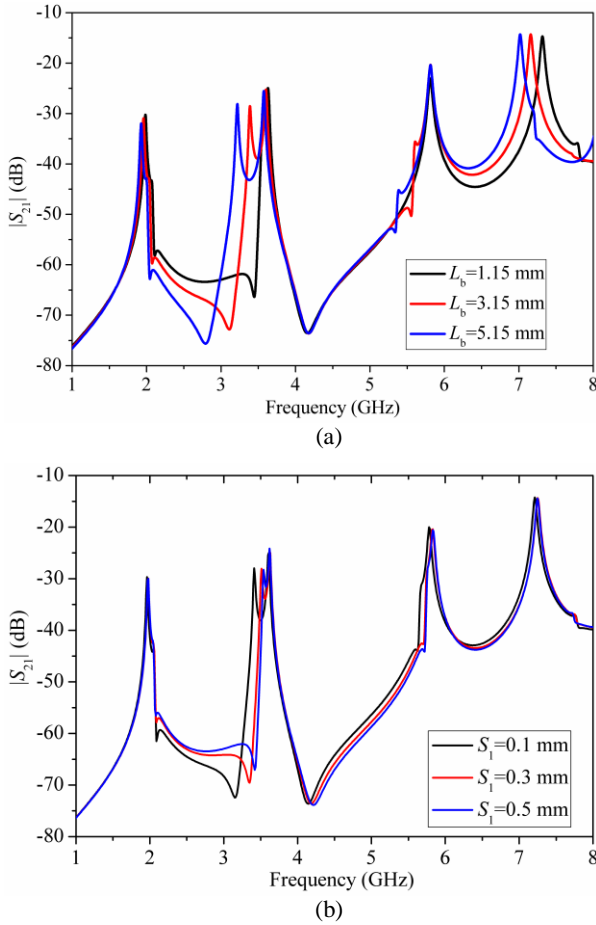 -10
-20
-30
-40
-50
-60
-70
-80
|S21| (dB)
Lb=1.15 mm
Lb=3.15 mm
Lb=5.15 mm
1 2 3 4 5 6 7 8
Frequency (GHz)
(a)
-10
-20
-30
-40
-50
-60
-70
-80
|S21| (dB)
S1=0.1 mm
S1=0.3 mm
S1=0.5 mm
1 2 3 4 5 6 7 8
Frequency (GHz)
(b)